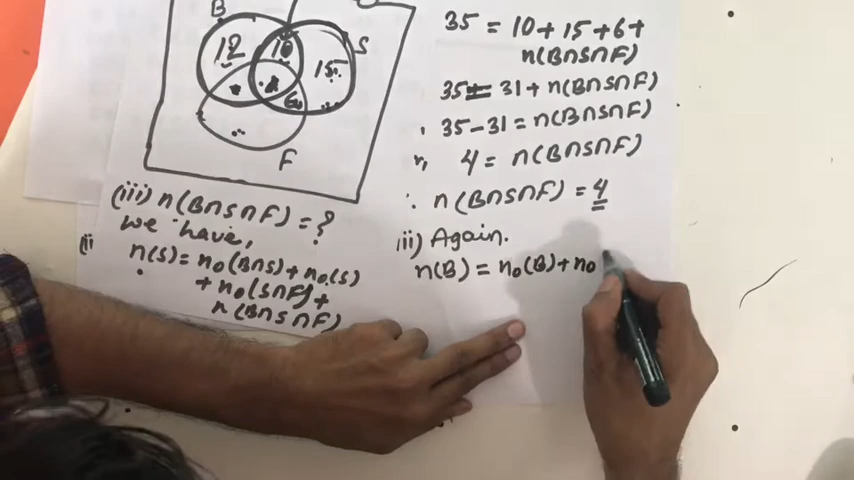 B
12
10
S
15
6
F
(iii) n(B∩S∩F) = ?
We have,
(ii
n(S) = n₀(B∩S) + n₀(S)
+ n₀(S∩F) +
n(B∩S∩F)
35 = 10 + 15 + 6 +
n(B∩S∩F)
35 = 31 + n(B∩S∩F)
35 - 31 = n(B∩S∩F)
4 = n(B∩S∩F)
∴ n(B∩S∩F) = 4
iii) Again.
n(B) = n₀(B) + n₀